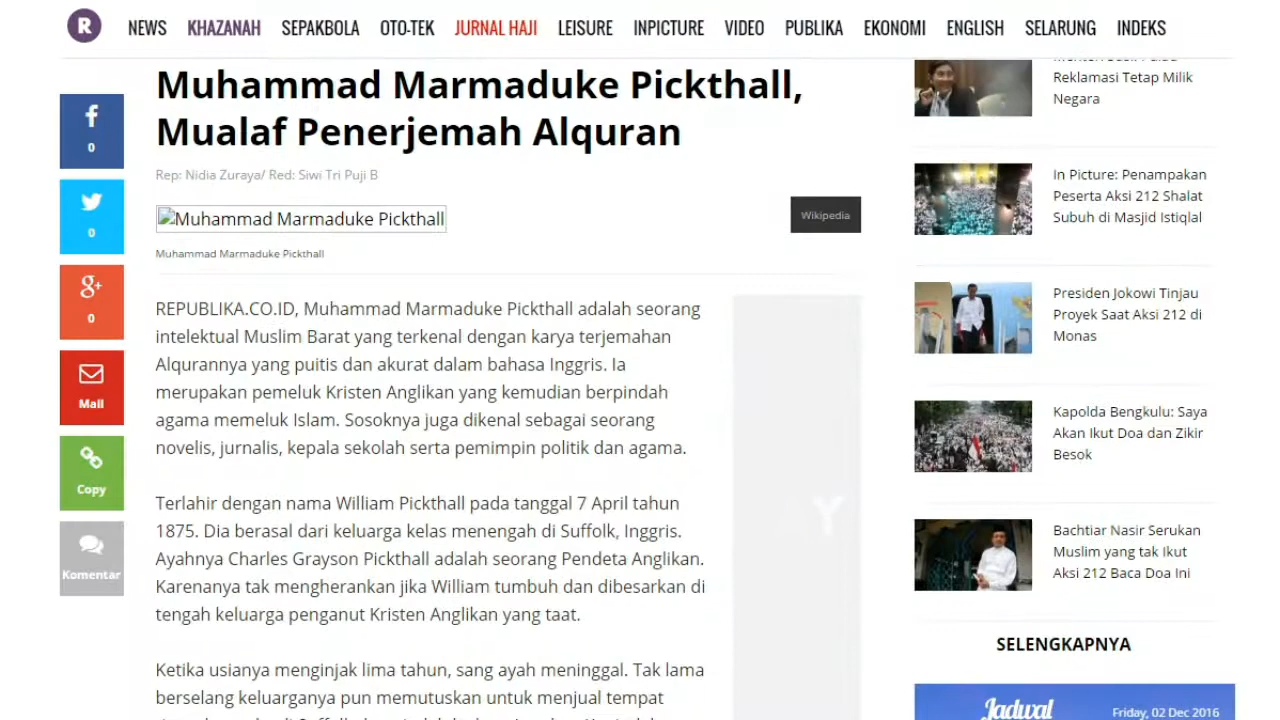 R NEWS KHAZANAH SEPAKBOLA OTO-TEK JURNAL HAJI LEISURE INPICTURE VIDEO PUBLIKA EKONOMI ENGLISH SELARUNG INDEKS
Muhammad Marmaduke Pickthall,
Mualaf Penerjemah Alquran
Rep: Nidia Zuraya/ Red: Siwi Tri Puji B
Muhammad Marmaduke Pickthall
Wikipedia
Muhammad Marmaduke Pickthall
f
0
0
g+
0
Mail
Copy
Komentar
REPUBLIKA.CO.ID, Muhammad Marmaduke Pickthall adalah seorang
intelektual Muslim Barat yang terkenal dengan karya terjemahan
Alqurannya yang puitis dan akurat dalam bahasa Inggris. Ia
merupakan pemeluk Kristen Anglikan yang kemudian berpindah
agama memeluk Islam. Sosoknya juga dikenal sebagai seorang
novelis, jurnalis, kepala sekolah serta pemimpin politik dan agama.
Terlahir dengan nama William Pickthall pada tanggal 7 April tahun
1875. Dia berasal dari keluarga kelas menengah di Suffolk, Inggris.
Ayahnya Charles Grayson Pickthall adalah seorang Pendeta Anglikan.
Karenanya tak mengherankan jika William tumbuh dan dibesarkan di
tengah keluarga penganut Kristen Anglikan yang taat.
Ketika usianya menginjak lima tahun, sang ayah meninggal. Tak lama
berselang keluarganya pun memutuskan untuk menjual tempat
Y
Reklamasi Tetap Milik
Negara
In Picture: Penampakan
Peserta Aksi 212 Shalat
Subuh di Masjid Istiqlal
Presiden Jokowi Tinjau
Proyek Saat Aksi 212 di
Monas
Kapolda Bengkulu: Saya
Akan Ikut Doa dan Zikir
Besok
Bachtiar Nasir Serukan
Muslim yang tak Ikut
Aksi 212 Baca Doa Ini
SELENGKAPNYA
Jadwal
Friday, 02 Dec 2016